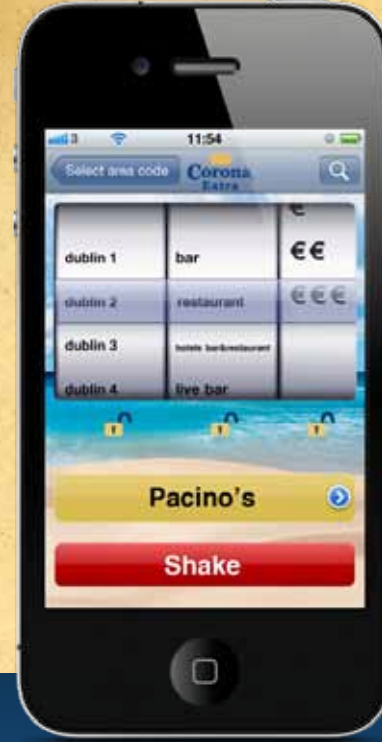 3 11:54
Select area code Corona Extra
€
dublin 1 bar €€
dublin 2 restaurant €€€
dublin 3 hotels bar&restaurant
dublin 4 live bar
Pacino's
Shake